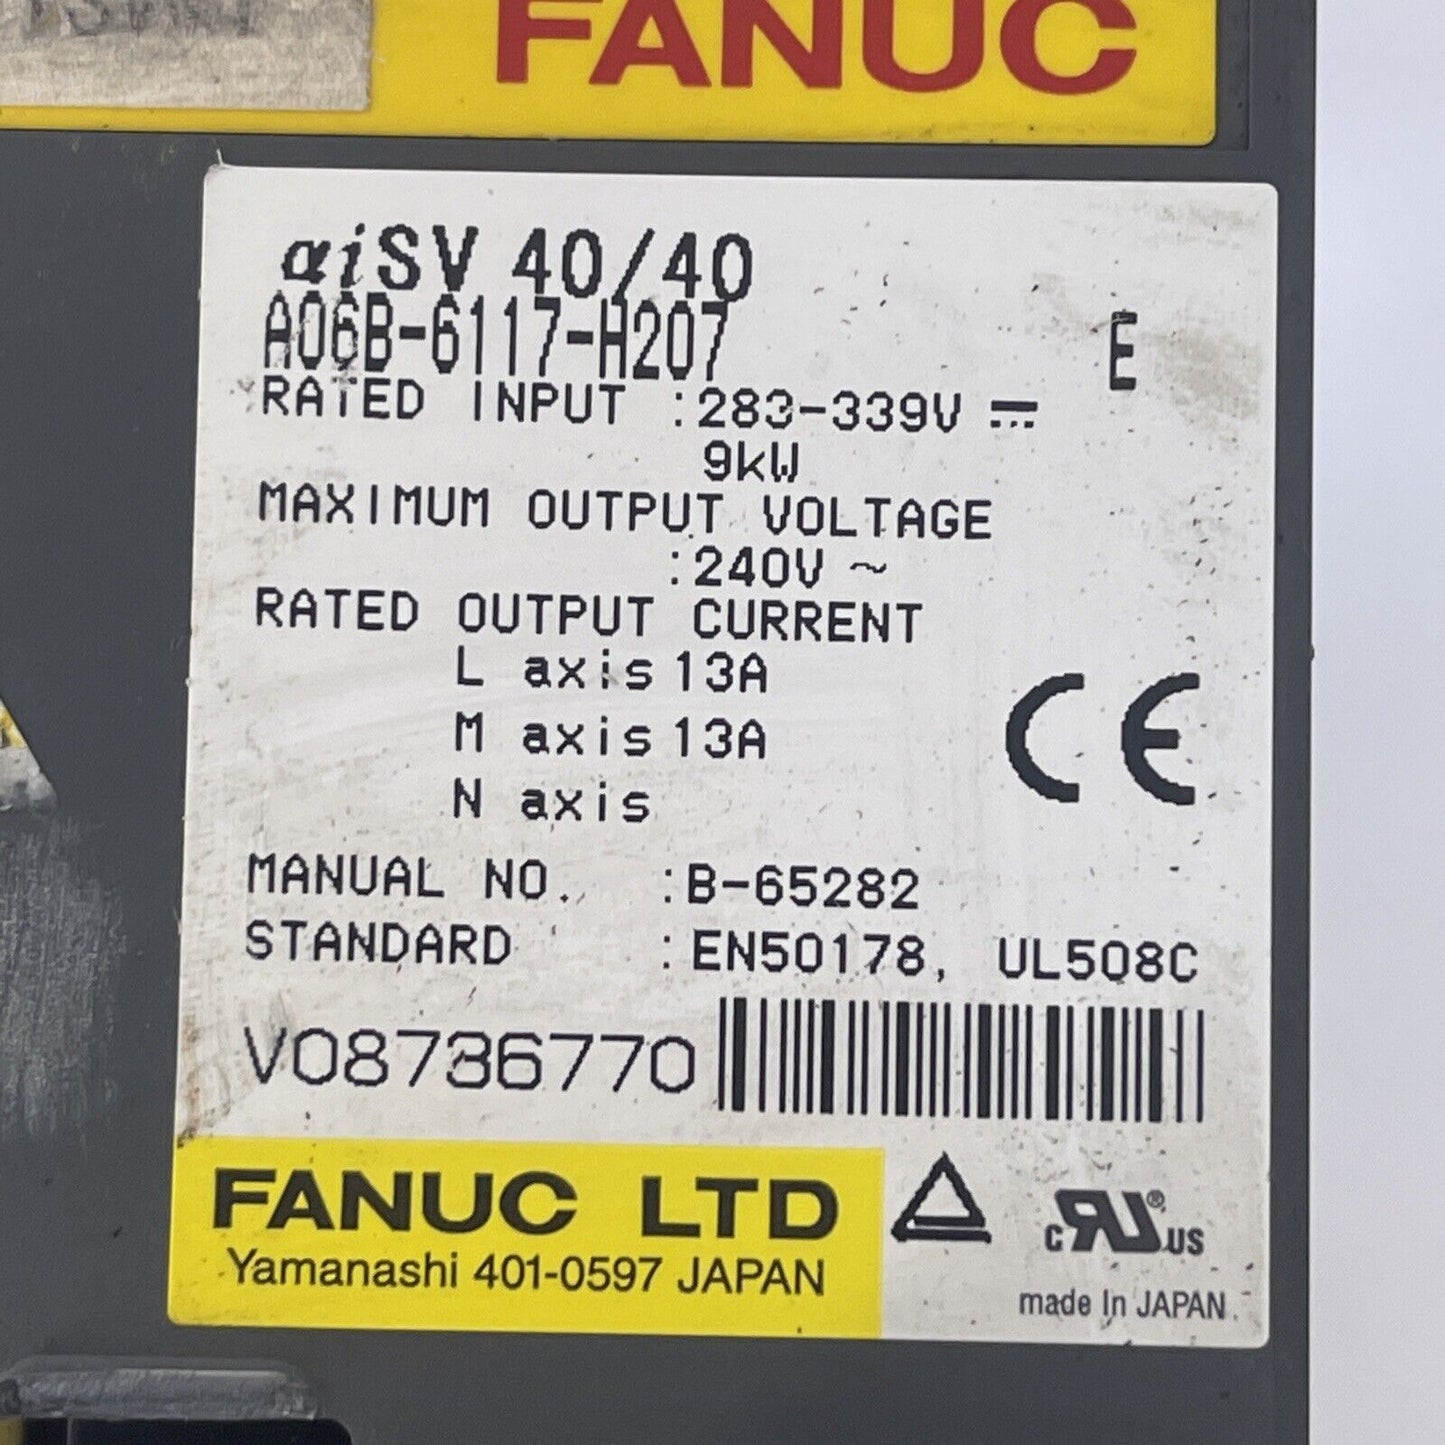 FANUC
αiSV 40/40
A06B-6117-H207
E
RATED INPUT :283-339V ⎓
9kW
MAXIMUM OUTPUT VOLTAGE
:240V ~
RATED OUTPUT CURRENT
L axis 13A
M axis 13A
N axis
CE
MANUAL NO. :B-65282
STANDARD :EN50178, UL508C
V08736770
FANUC LTD
Yamanashi 401-0597 JAPAN
c RU ® US
made In JAPAN